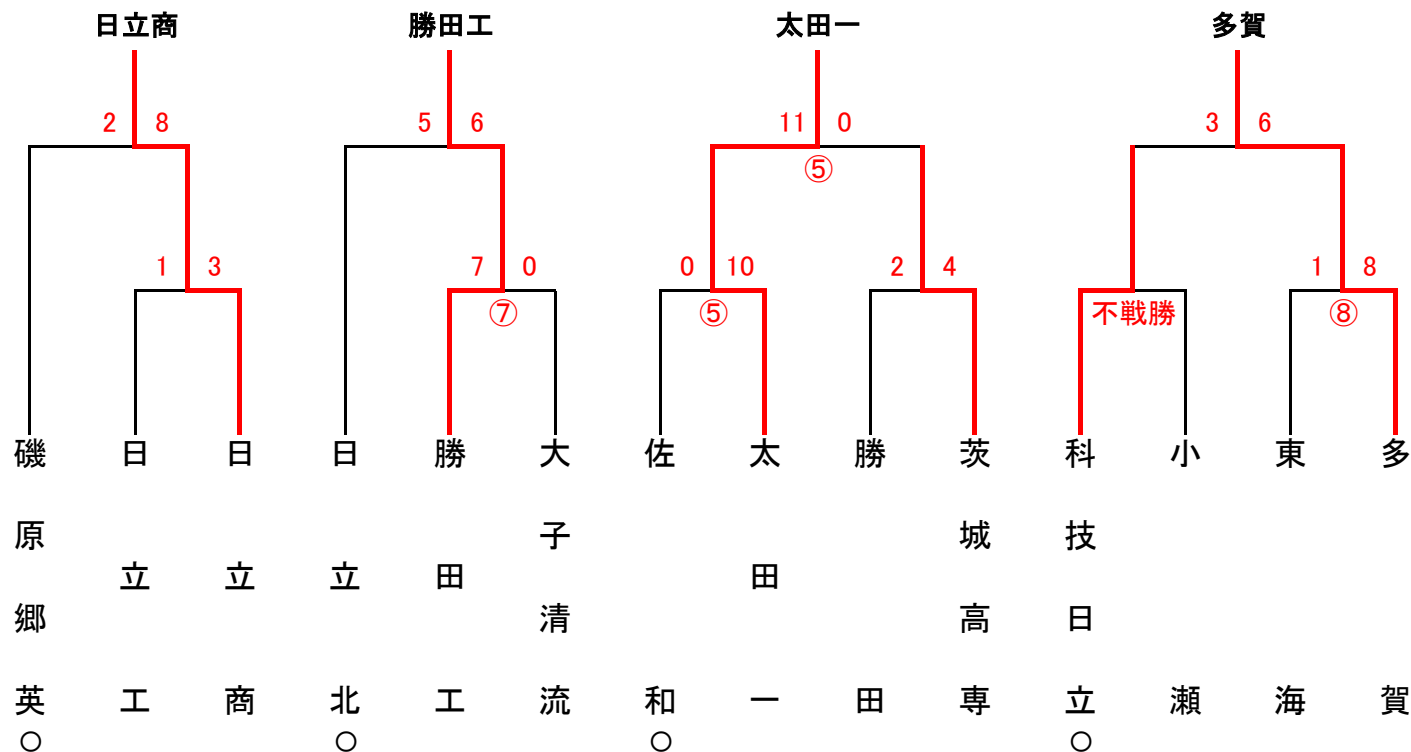 日立商 勝田工 太田一 多賀
2 8 5 6 11 0 3 6
⑤
1 3 7 0 0 10 2 4 1 8
⑦ ⑤ 不戦勝 ⑧
磯原郷英
○
日立工
日立商
日立北
○
勝田工
大子清流
佐和
○
太田一
勝田
茨城高専
科技日立
○
小瀬
東海
多賀